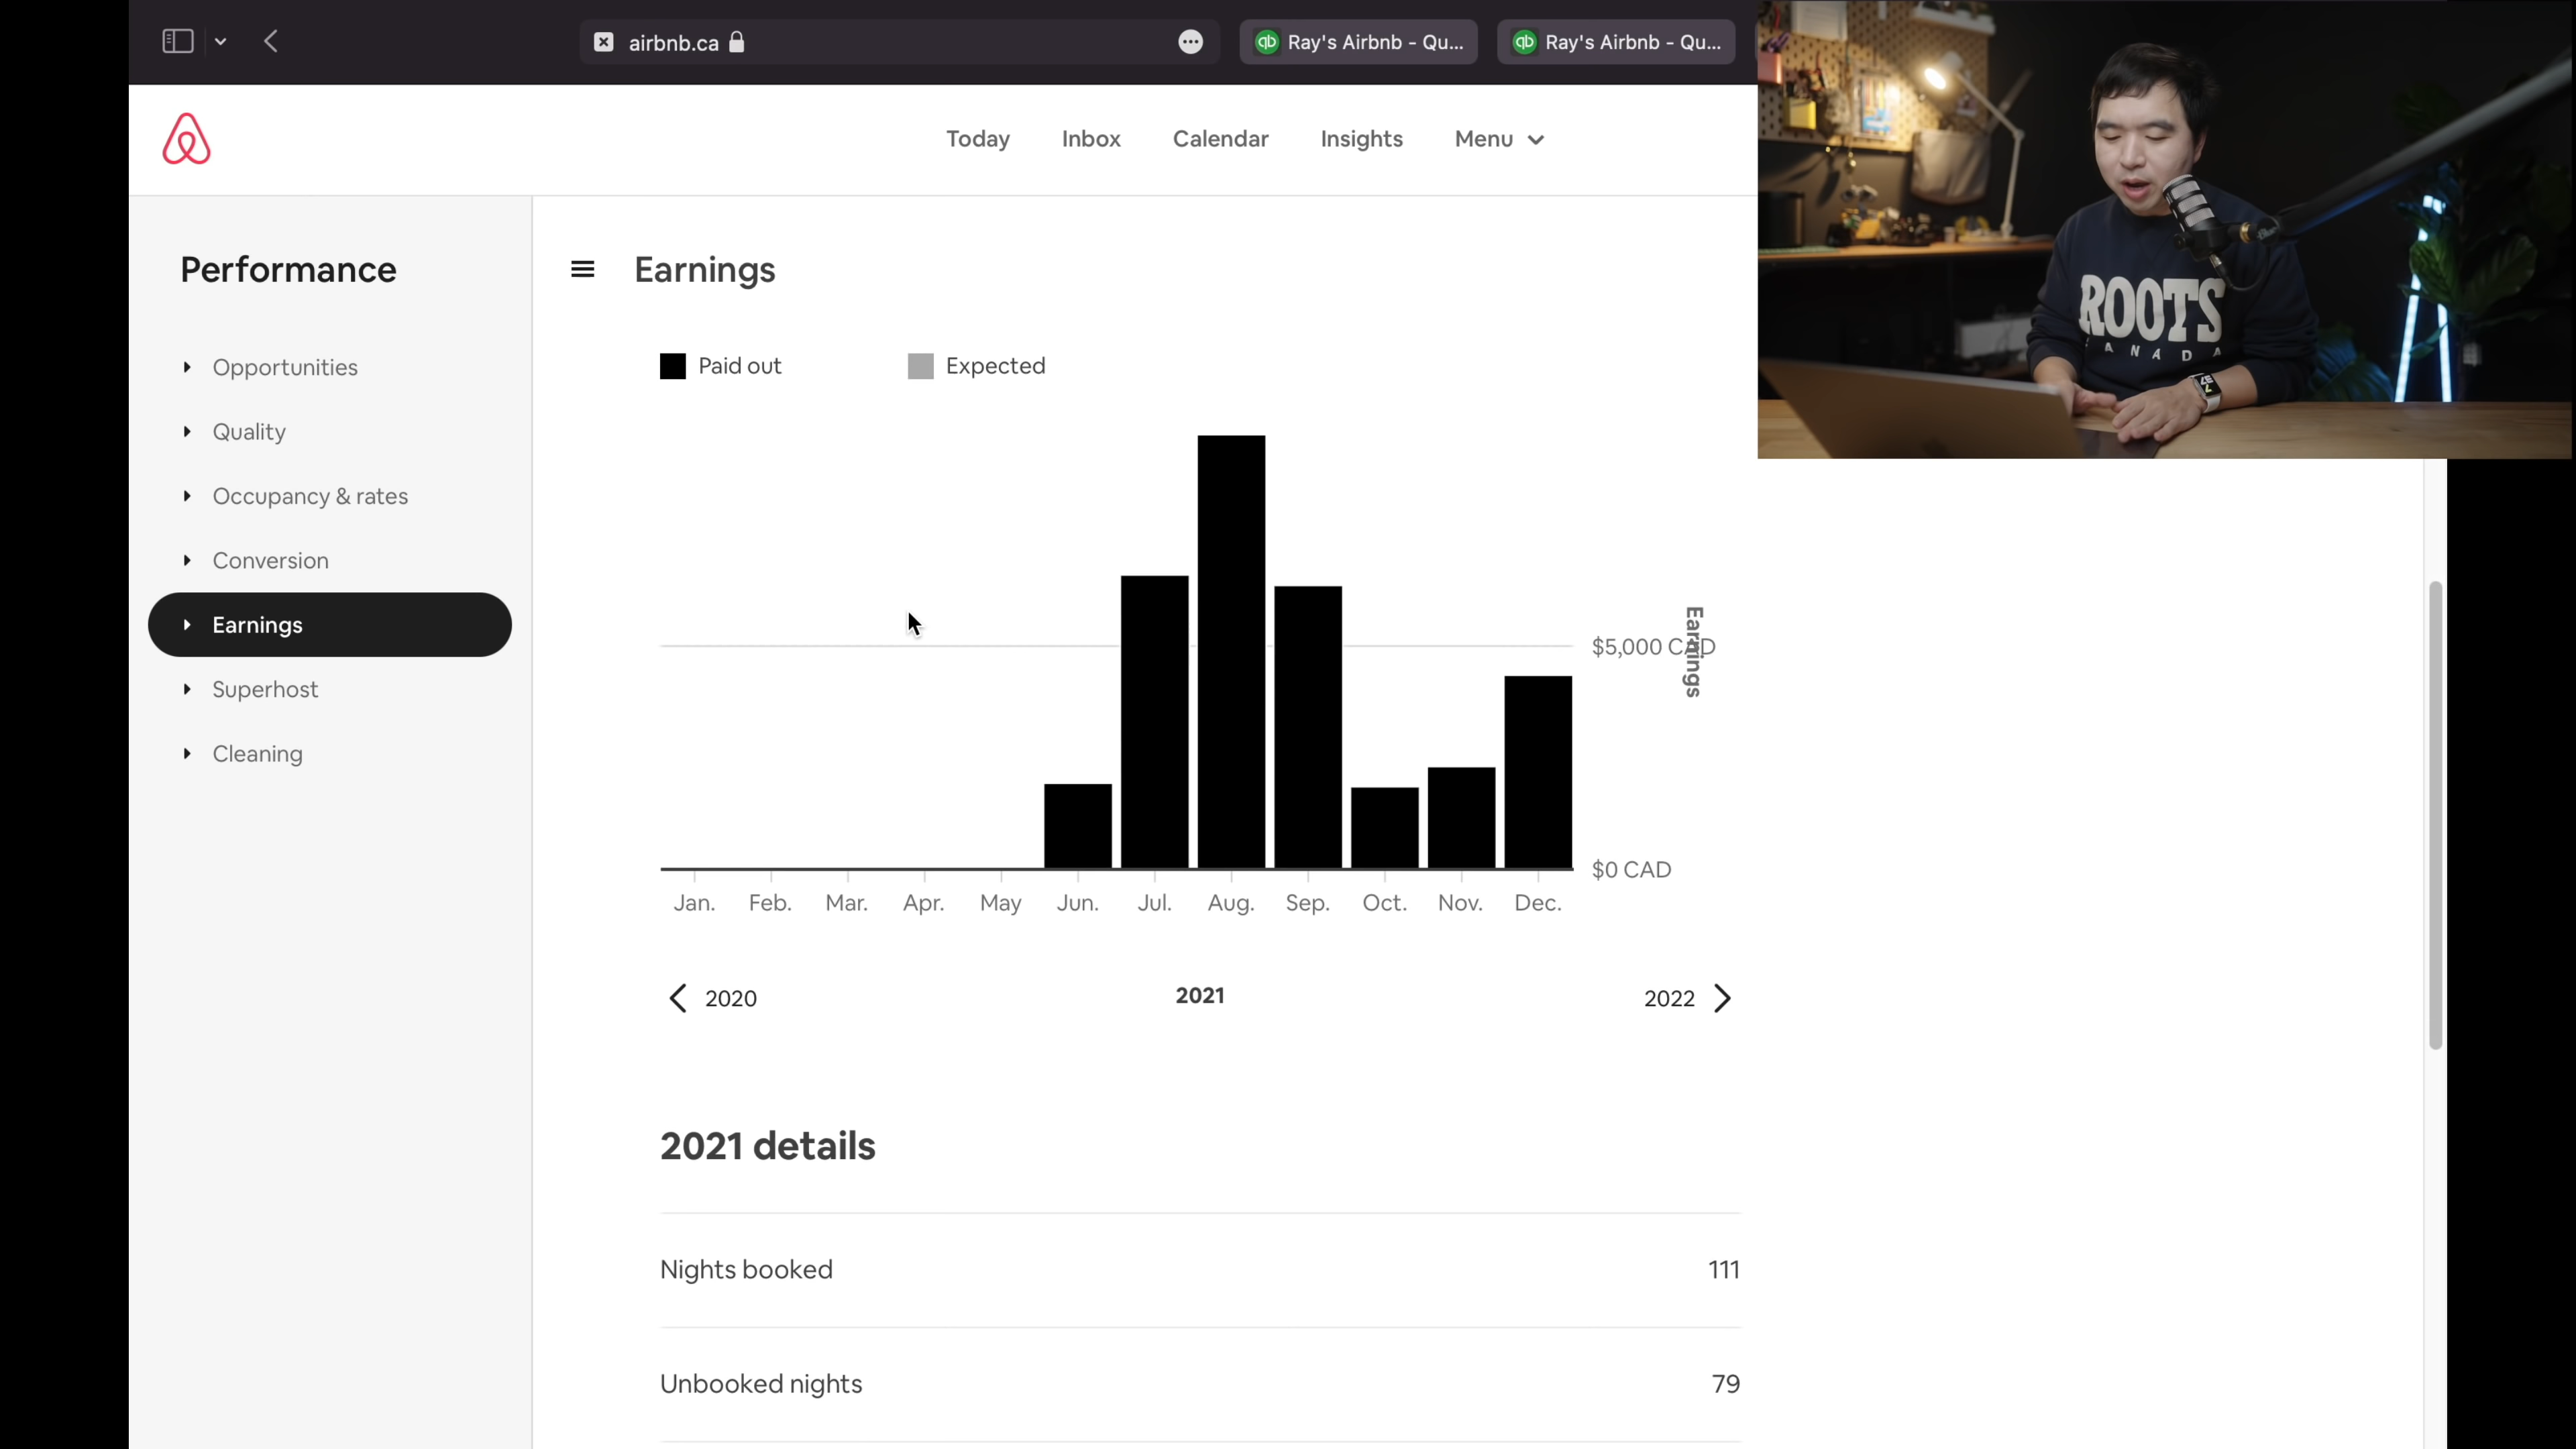 airbnb.ca
Ray's Airbnb - Qu...
Ray's Airbnb - Qu...
Today
Inbox
Calendar
Insights
Menu
Performance
Opportunities
Quality
Occupancy & rates
Conversion
Earnings
Superhost
Cleaning
Earnings
Paid out
Expected
$5,000 CAD
Earnings
$0 CAD
Jan.
Feb.
Mar.
Apr.
May
Jun.
Jul.
Aug.
Sep.
Oct.
Nov.
Dec.
2020
2021
2022
2021 details
Nights booked
111
Unbooked nights
79
ROOTS
CANADA